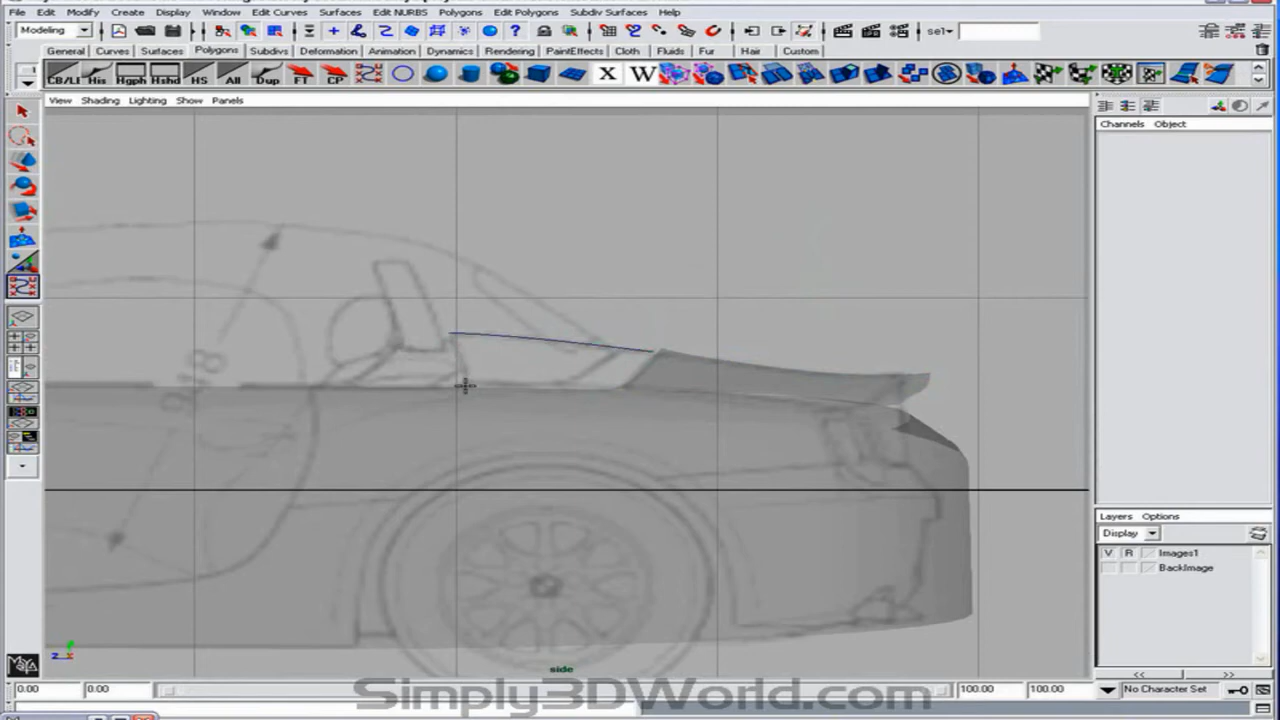 File Edit Modify Create Display Window Edit Curves Surfaces Edit NURBS Polygons Edit Polygons Subdiv Surfaces Help
Modeling sel
General Curves Surfaces Polygons Subdivs Deformation Animation Dynamics Rendering PaintEffects Cloth Fluids Fur Hair Custom
CB/LI His Hgph Hshd HS All Dup FT CP X W
View Shading Lighting Show Panels
Channels Object
Layers Options
Display
V R Images1
BackImage
side
z
0.00 0.00 100.00 100.00 No Character Set
Simply3DWorld.com